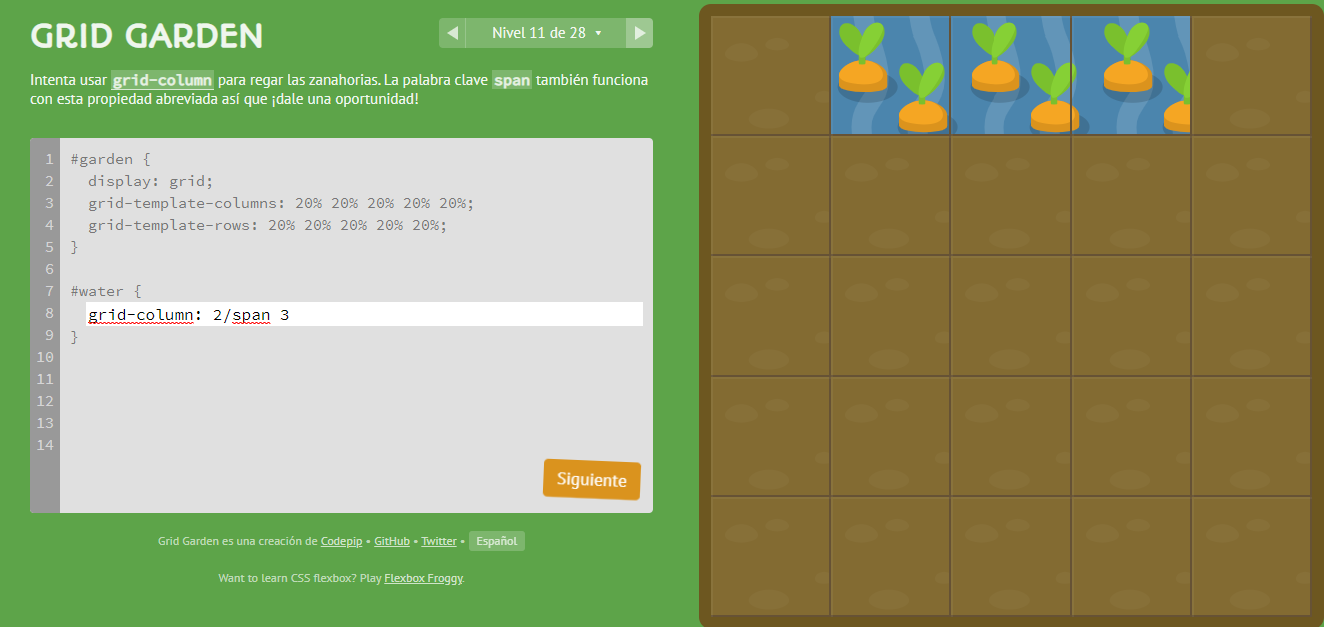 GRID GARDEN
Nivel 11 de 28
Intenta usar grid-column para regar las zanahorias. La palabra clave span también funciona
con esta propiedad abreviada así que ¡dale una oportunidad!
1 #garden {
2 display: grid;
3 grid-template-columns: 20% 20% 20% 20% 20%;
4 grid-template-rows: 20% 20% 20% 20% 20%;
5 }
6
7 #water {
8 grid-column: 2/span 3
9 }
10
11
12
13
14
Siguiente
Grid Garden es una creación de Codepip • GitHub • Twitter • Español
Want to learn CSS flexbox? Play Flexbox Froggy.